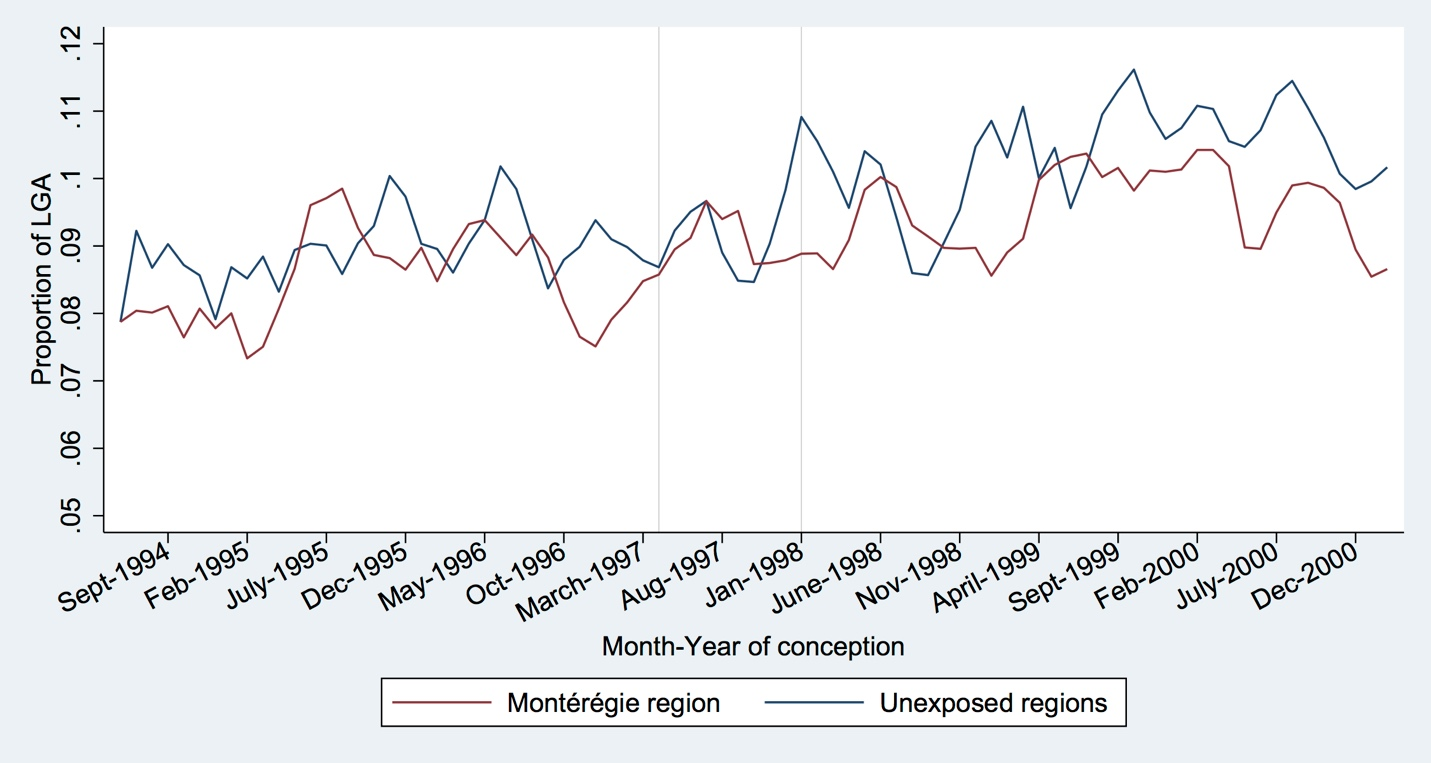 Proportion of LGA
.12
.11
.1
.09
.08
.07
.06
.05
Sept-1994
Feb-1995
July-1995
Dec-1995
May-1996
Oct-1996
March-1997
Aug-1997
Jan-1998
June-1998
Nov-1998
April-1999
Sept-1999
Feb-2000
July-2000
Dec-2000
Month-Year of conception
Montérégie region Unexposed regions